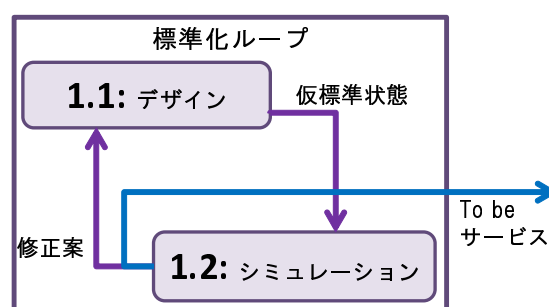 標準化ループ
1.1: デザイン
仮標準状態
To be
サービス
修正案
1.2: シミュレーション